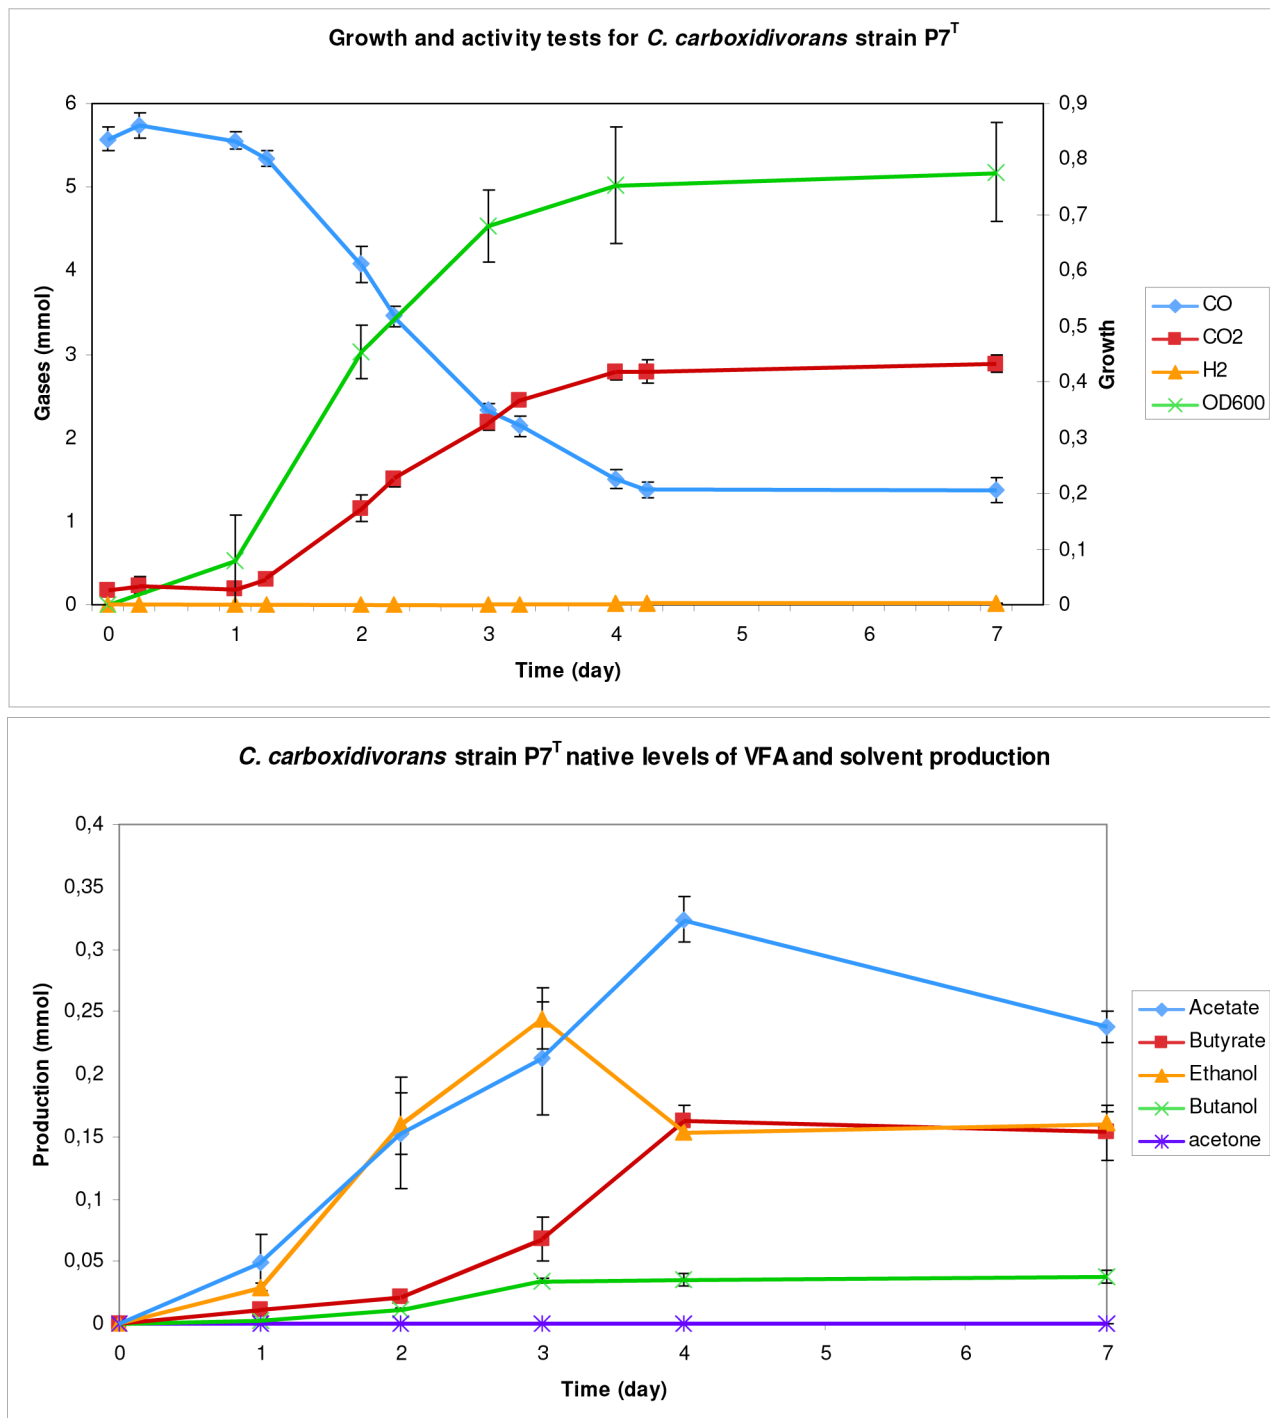 Growth and activity tests for C. carboxidivorans strain P7T
6
5
4
3
2
1
0
Gases (mmol)
0,9
0,8
0,7
0,6
0,5
0,4
0,3
0,2
0,1
0
Growth
0 1 2 3 4 5 6 7
Time (day)
CO
CO2
H2
OD600
C. carboxidivorans strain P7T native levels of VFA and solvent production
0,4
0,35
0,3
0,25
0,2
0,15
0,1
0,05
0
Production (mmol)
0 1 2 3 4 5 6 7
Time (day)
Acetate
Butyrate
Ethanol
Butanol
acetone